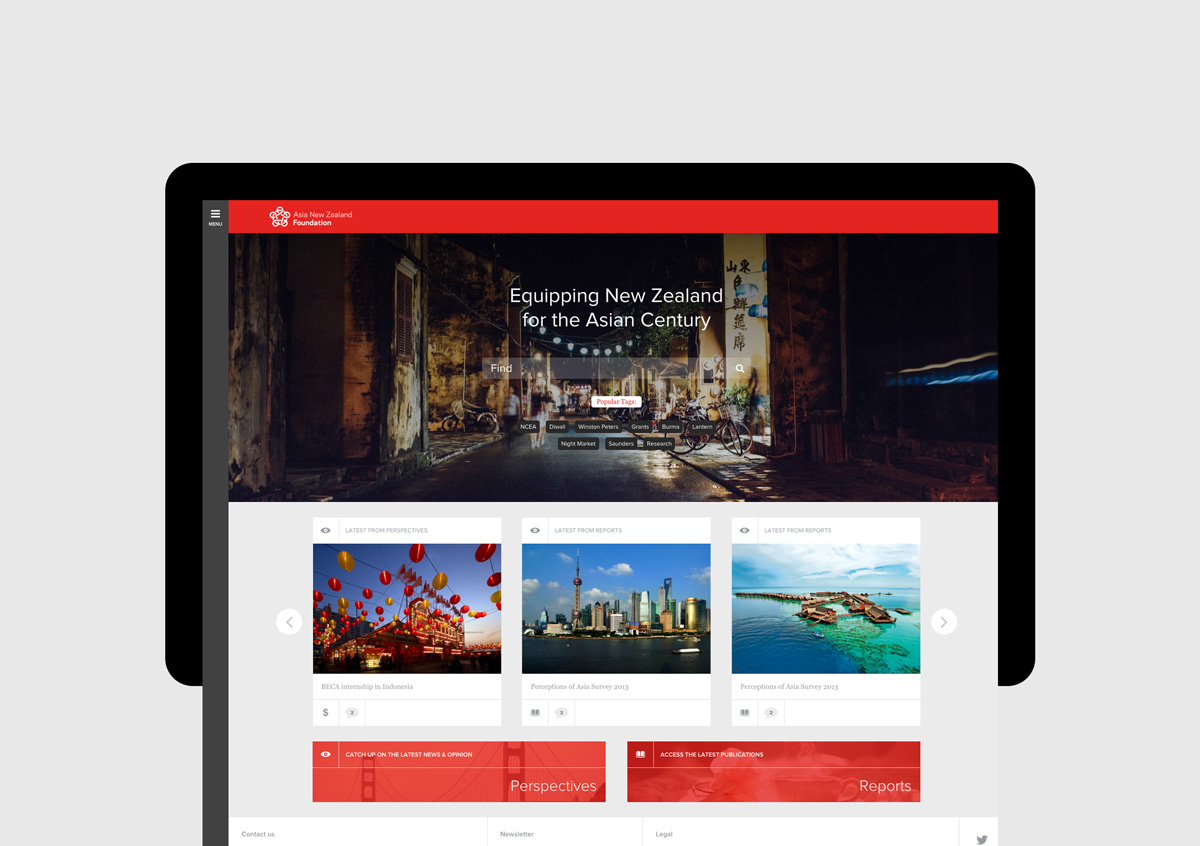 MENU
Asia New Zealand
Foundation
Equipping New Zealand
for the Asian Century
Find
Popular Tags:
NCEA Diwali Winston Peters Grants Burma Lantern
Night Market Saunders Research
LATEST FROM PERSPECTIVES
LATEST FROM REPORTS
LATEST FROM REPORTS
BECA internship in Indonesia
Perceptions of Asia Survey 2013
Perceptions of Asia Survey 2013
$ 2
2
2
CATCH UP ON THE LATEST NEWS & OPINION
Perspectives
ACCESS THE LATEST PUBLICATIONS
Reports
Contact us
Newsletter
Legal